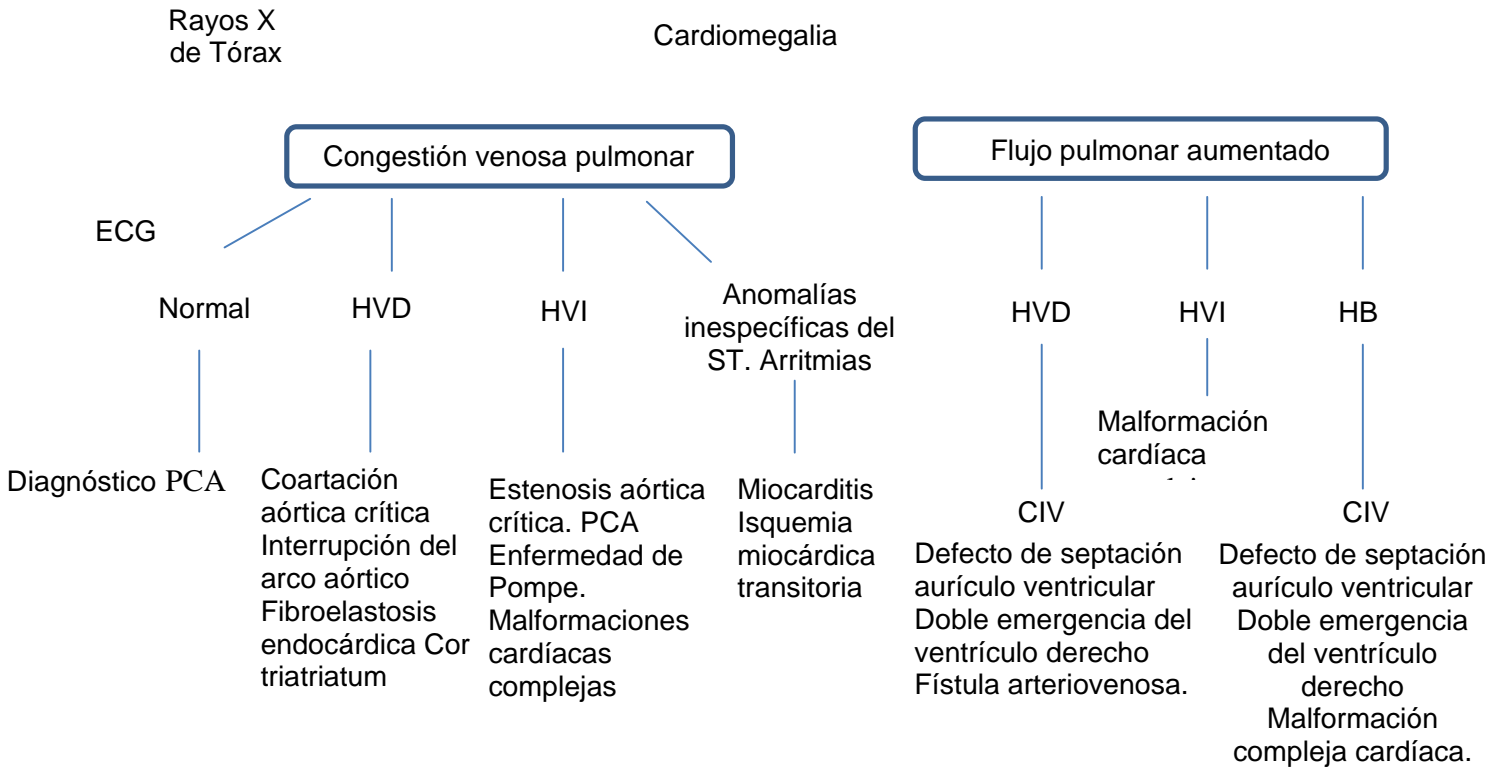 Rayos X
de Tórax
Cardiomegalia
Congestión venosa pulmonar
Flujo pulmonar aumentado
ECG
Normal
HVD
HVI
Anomalías
inespecíficas del
ST. Arritmias
HVD
HVI
HB
Diagnóstico PCA
Coartación
aórtica crítica
Interrupción del
arco aórtico
Fibroelastosis
endocárdica Cor
triatriatum
Estenosis aórtica
crítica. PCA
Enfermedad de
Pompe.
Malformaciones
cardíacas
complejas
Miocarditis
Isquemia
miocárdica
transitoria
CIV
Defecto de septación
aurículo ventricular
Doble emergencia del
ventrículo derecho
Fístula arteriovenosa.
Malformación
cardíaca
CIV
Defecto de septación
aurículo ventricular
Doble emergencia
del ventrículo
derecho
Malformación
compleja cardíaca.